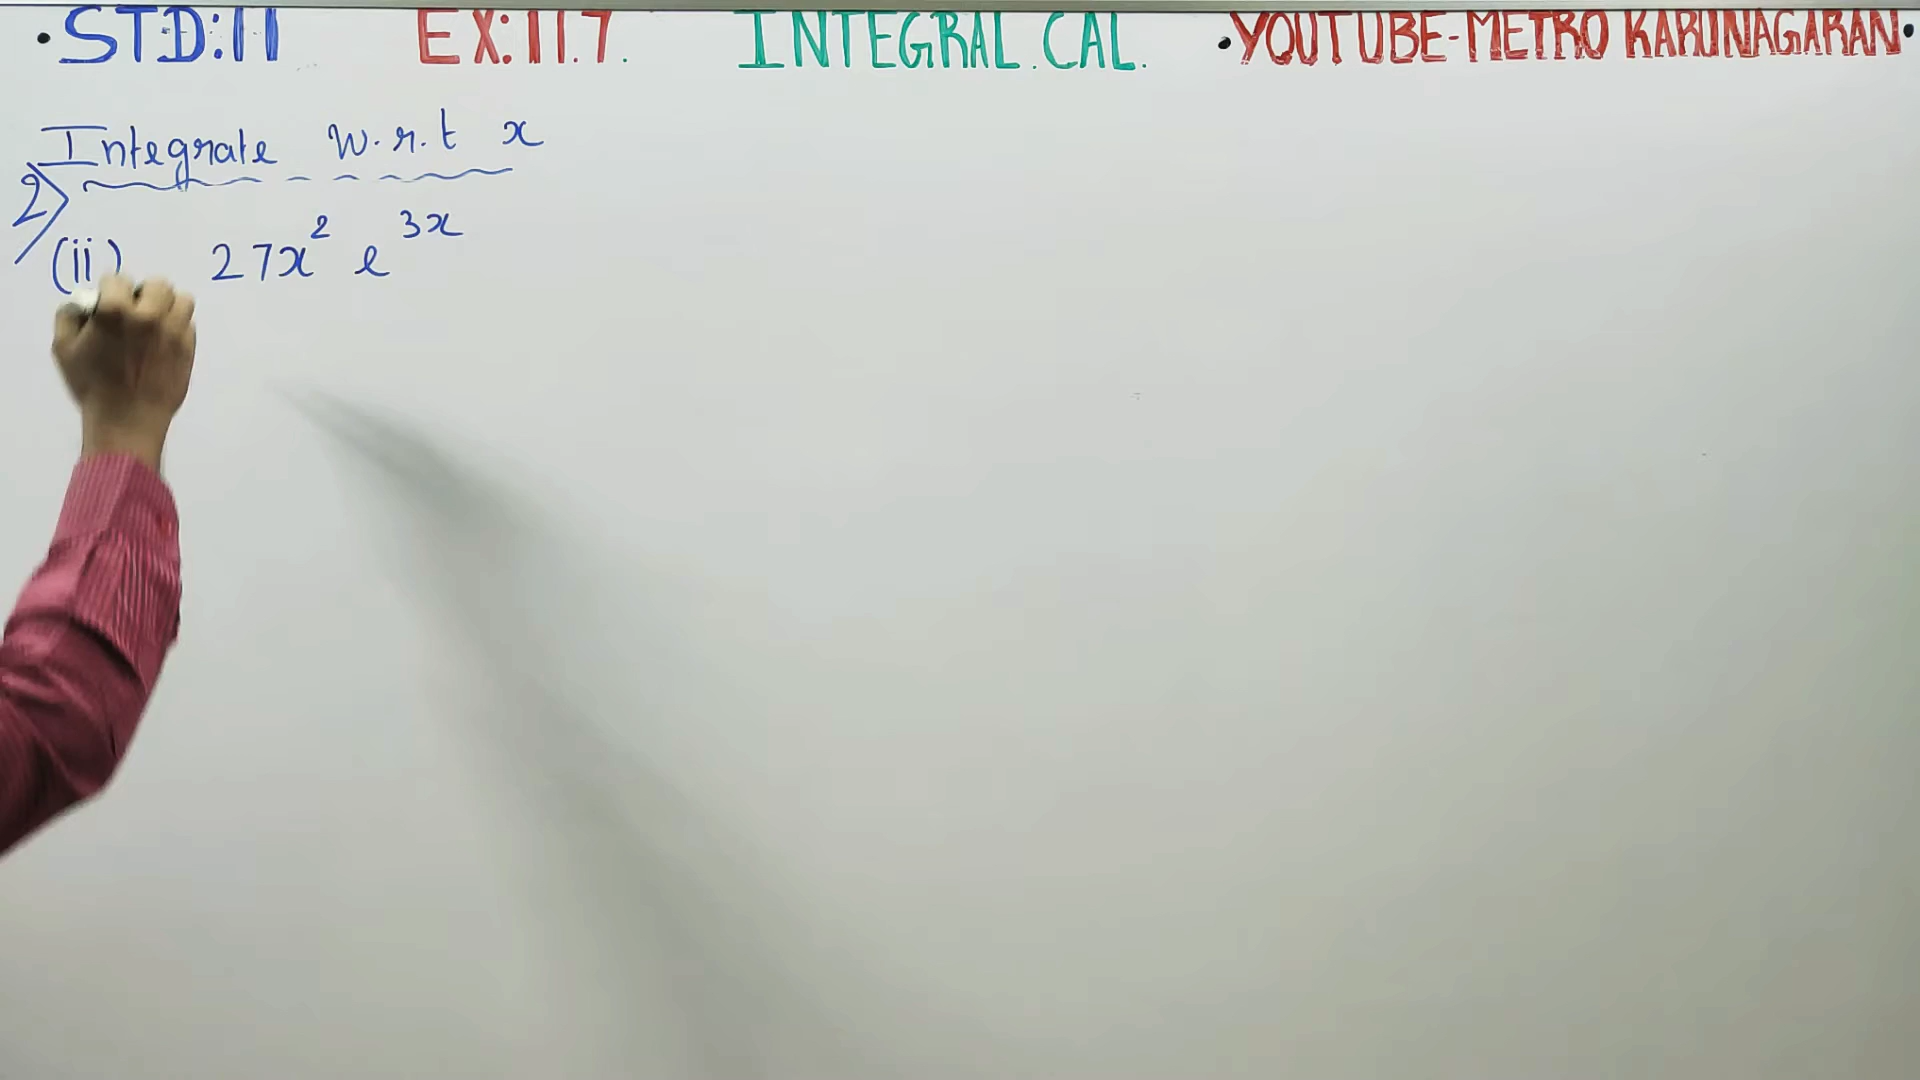 •STD:11 EX:11.7. INTEGRAL.CAL. •YOUTUBE-METRO KARUNAGARAN•
Integrate w.r.t x
2)
(ii) 27x² e³ˣ